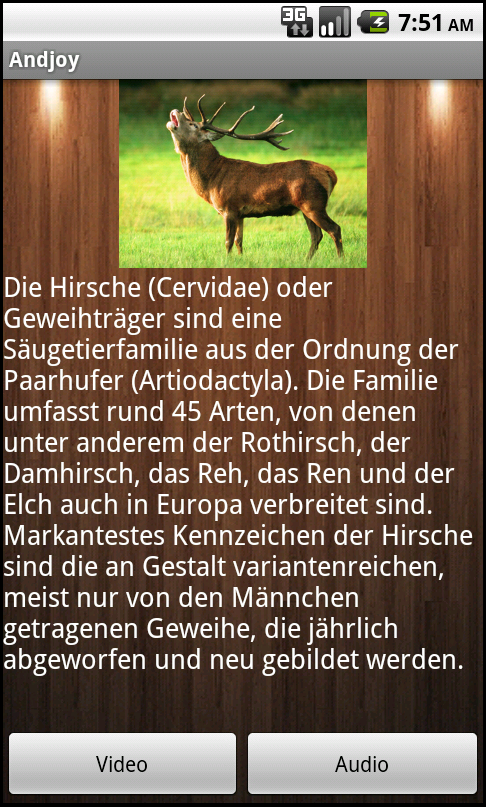 3G 7:51 AM
Andjoy
Die Hirsche (Cervidae) oder
Geweihträger sind eine
Säugetierfamilie aus der Ordnung der
Paarhufer (Artiodactyla). Die Familie
umfasst rund 45 Arten, von denen
unter anderem der Rothirsch, der
Damhirsch, das Reh, das Ren und der
Elch auch in Europa verbreitet sind.
Markantestes Kennzeichen der Hirsche
sind die an Gestalt variantenreichen,
meist nur von den Männchen
getragenen Geweihe, die jährlich
abgeworfen und neu gebildet werden.
Video Audio